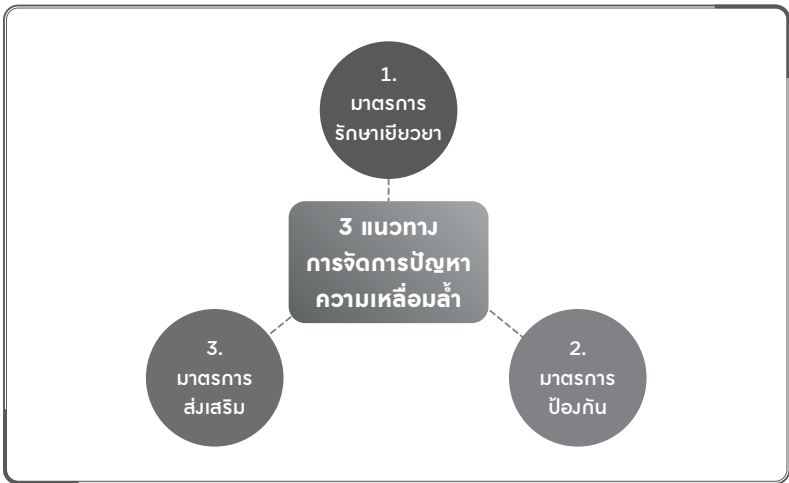 1.
มาตรการ
รักษาเยียวยา
3 แนวทาง
การจัดการปัญหา
ความเหลื่อมล้ำ
3.
มาตรการ
ส่งเสริม
2.
มาตรการ
ป้องกัน